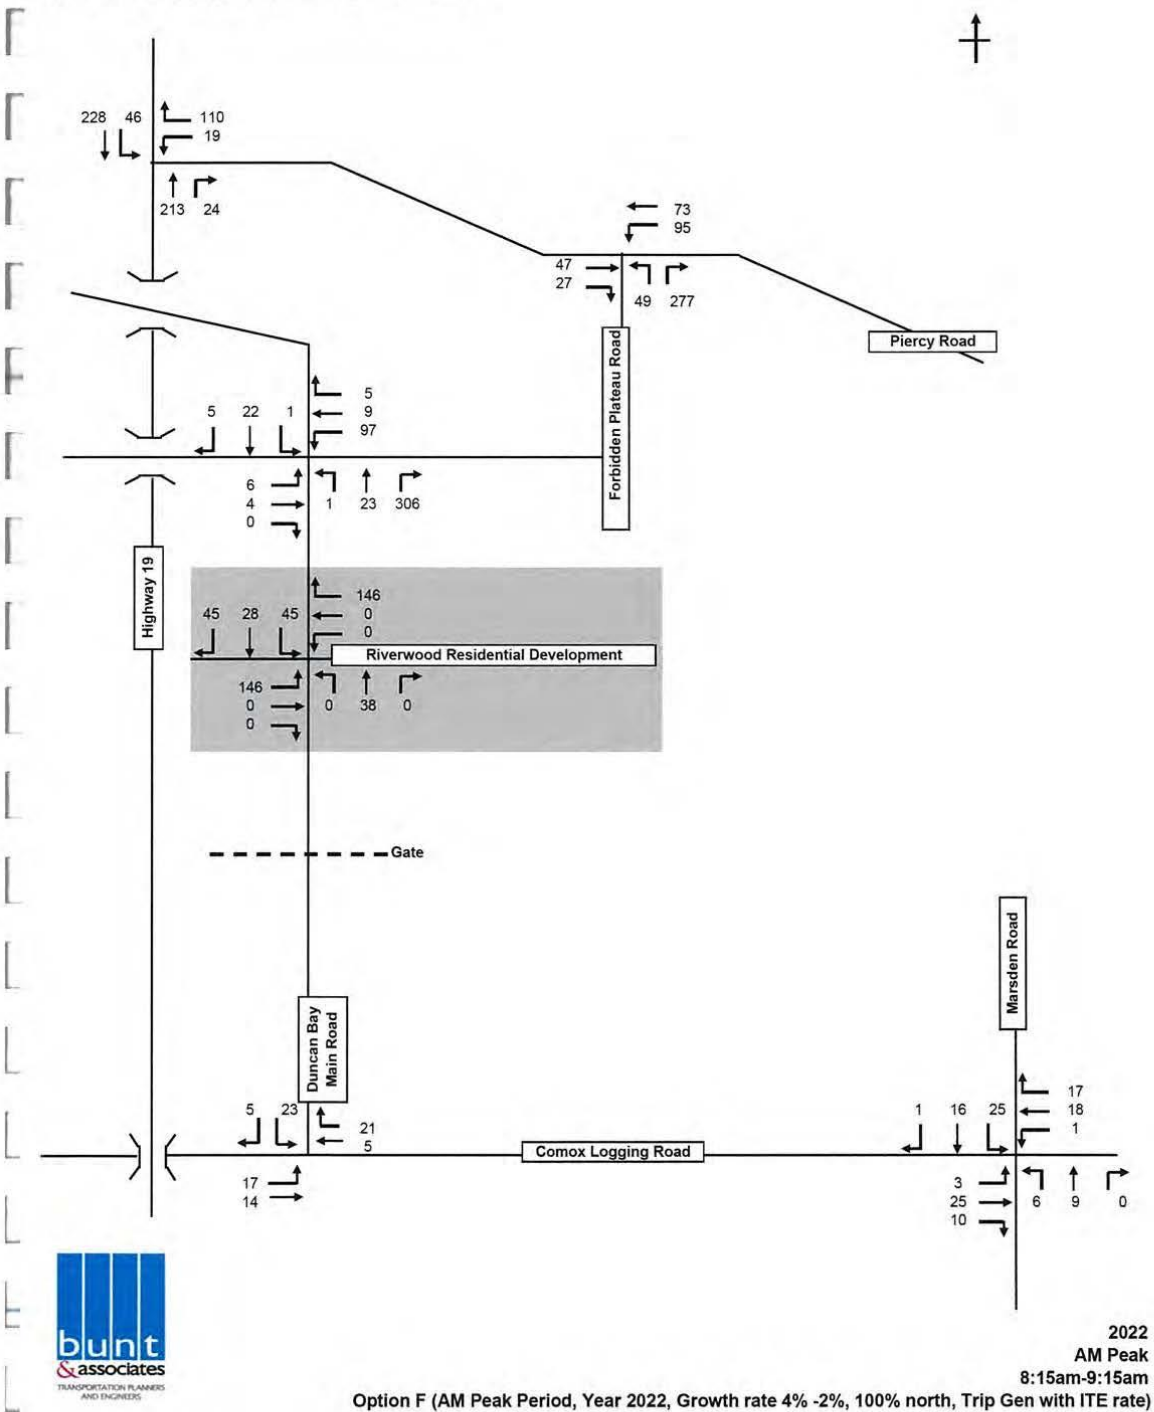 228 46 110
19
213 24
73
95
47
27
49 277
Piercy Road
Forbidden Plateau Road
5
5 22 1 9
97
6
4 1 23 306
0
Highway 19
146
45 28 45 0
0
Riverwood Residential Development
146
0 0 38 0
0
Gate
Marsden Road
Duncan Bay
Main Road
5 23 21
5
17
1 16 25 18
1
Comox Logging Road
17
14
3
25 6 9 0
10
bunt
& associates
TRANSPORTATION PLANNERS
AND ENGINEERS
2022
AM Peak
8:15am-9:15am
Option F (AM Peak Period, Year 2022, Growth rate 4% -2%, 100% north, Trip Gen with ITE rate)